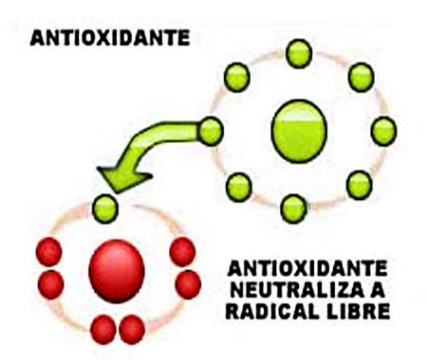 ANTIOXIDANTE
ANTIOXIDANTE
NEUTRALIZA A
RADICAL LIBRE